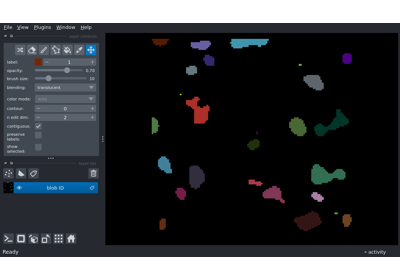 File View Plugins Window Help
label: 1
opacity: 0.70
brush size: 10
blending: translucent
color mode:
contour: 0
n edit dim: 2
contiguous:
preserve
labels:
show
selected:
blob ID
Ready
activity